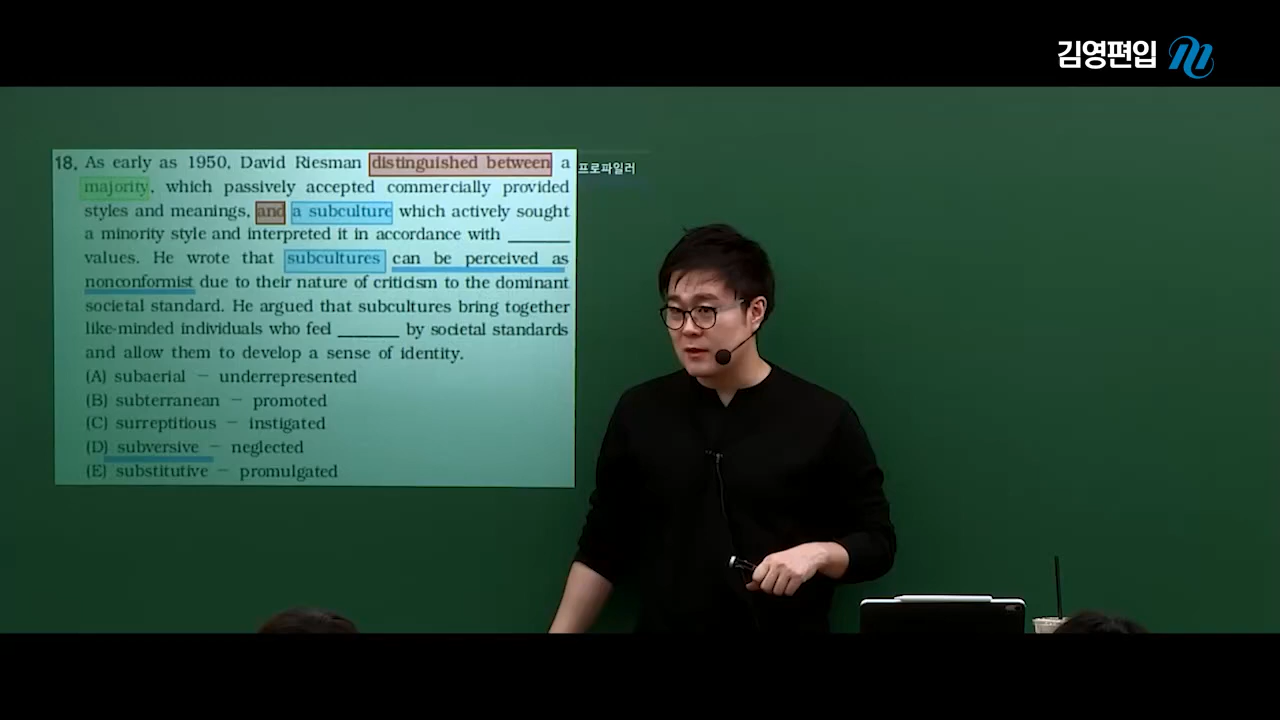 김영편입
18. As early as 1950, David Riesman distinguished between a
majority, which passively accepted commercially provided
styles and meanings, and a subculture which actively sought
a minority style and interpreted it in accordance with ______
values. He wrote that subcultures can be perceived as
nonconformist due to their nature of criticism to the dominant
societal standard. He argued that subcultures bring together
like-minded individuals who feel ______ by societal standards
and allow them to develop a sense of identity.
(A) subaerial － underrepresented
(B) subterranean － promoted
(C) surreptitious － instigated
(D) subversive － neglected
(E) substitutive － promulgated
프로파일러